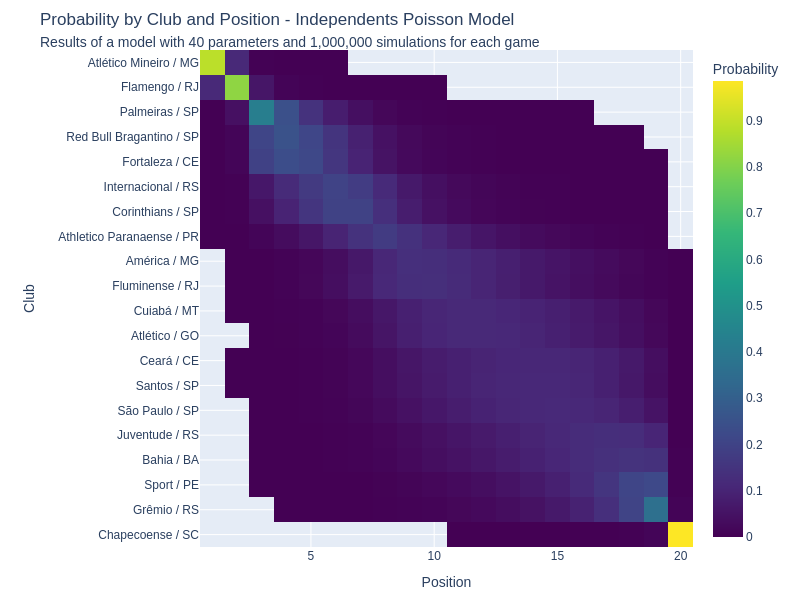 Probability by Club and Position - Independents Poisson Model
Results of a model with 40 parameters and 1,000,000 simulations for each game
Probability
Atlético Mineiro / MG
Flamengo / RJ
Palmeiras / SP
Red Bull Bragantino / SP
Fortaleza / CE
Internacional / RS
Corinthians / SP
Athletico Paranaense / PR
América / MG
Fluminense / RJ
Cuiabá / MT
Atlético / GO
Ceará / CE
Santos / SP
São Paulo / SP
Juventude / RS
Bahia / BA
Sport / PE
Grêmio / RS
Chapecoense / SC
Club
5
10
15
20
Position
0.9
0.8
0.7
0.6
0.5
0.4
0.3
0.2
0.1
0